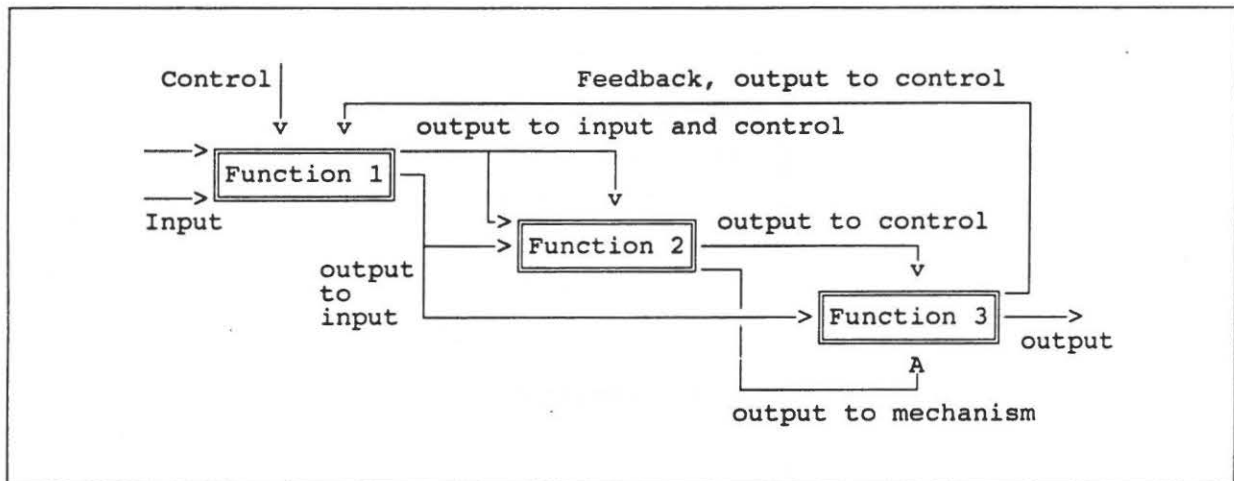 Control
Feedback, output to control
output to input and control
Function 1
Input
output to control
Function 2
output
to
input
Function 3
output
output to mechanism